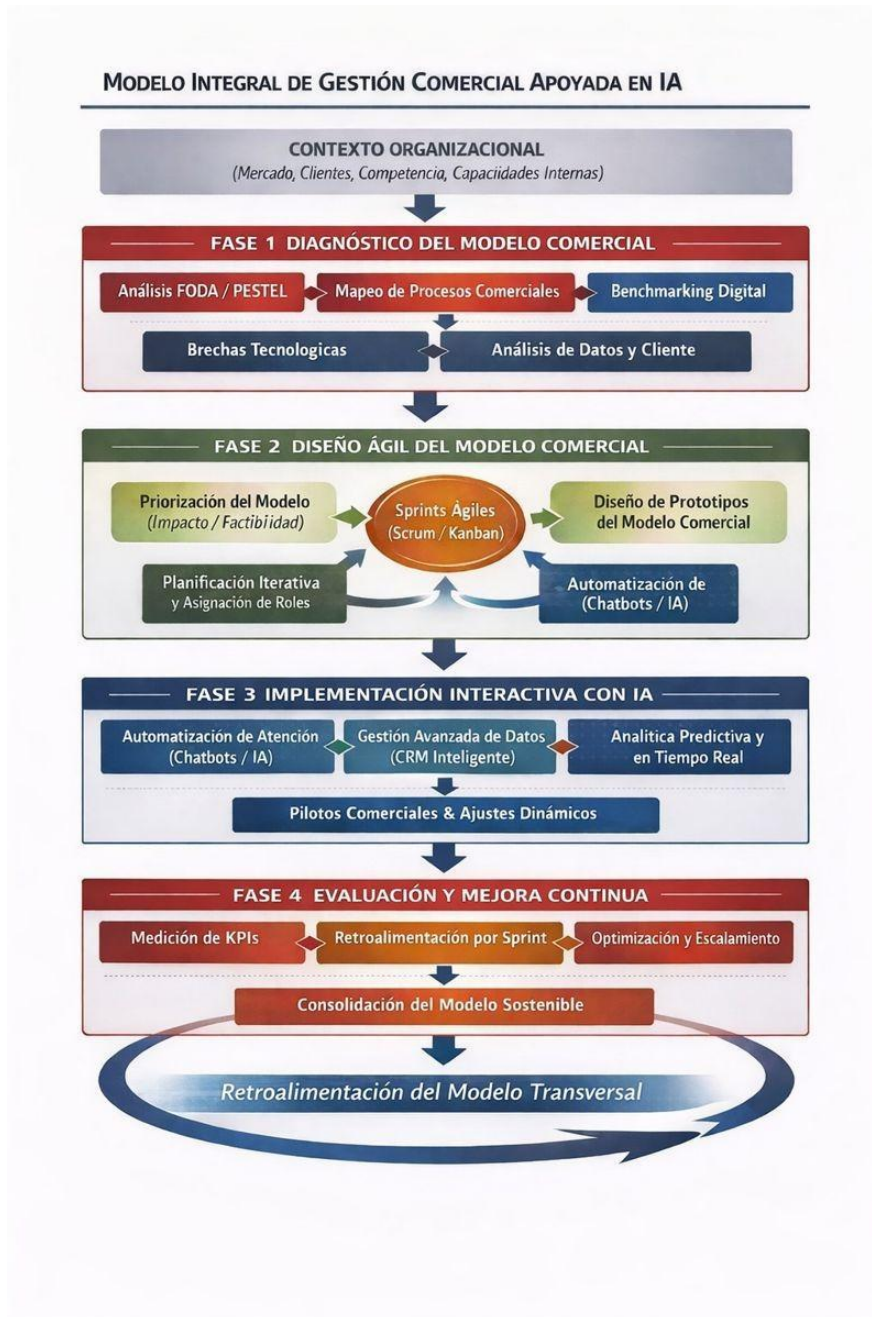 MODELO INTEGRAL DE GESTIÓN COMERCIAL APOYADA EN IA
CONTEXTO ORGANIZACIONAL
(Mercado, Clientes, Competencia, Capaciidades Internas)
FASE 1 DIAGNÓSTICO DEL MODELO COMERCIAL
Análisis FODA / PESTEL
Mapeo de Procesos Comerciales
Benchmarking Digital
Brechas Tecnologicas
Análisis de Datos y Cliente
FASE 2 DISEÑO ÁGIL DEL MODELO COMERCIAL
Priorización del Modelo
(Impacto / Factibiıidad)
Sprints Àgiles
(Scrum / Kanban)
Diseño de Prototipos
del Modelo Comercial
Planificación Iterativa
y Asignación de Roles
Automatización de
(Chatbots / IA)
FASE 3 IMPLEMENTACIÓN INTERACTIVA CON IA
Automatización de Atención
(Chatbots / IA)
Gestión Avanzada de Datos
(CRM Inteligente)
Analitica Predictiva y
en Tiempo Real
Pilotos Comerciales & Ajustes Dinámicos
FASE 4 EVALUACIÓN Y MEJORA CONTINUA
Medición de KPIs
Retroalimentación por Sprint
Optimización y Escalamiento
Consolidación del Modelo Sostenible
Retroalimentación del Modelo Transversal